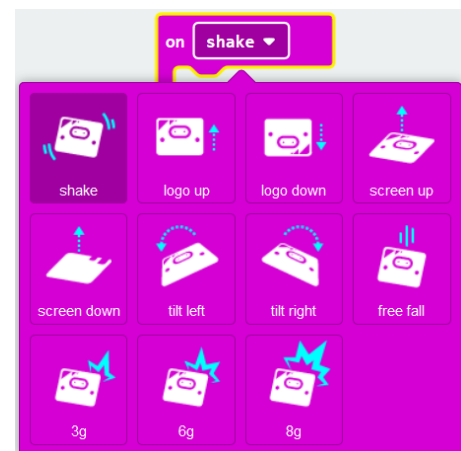 on shake
shake logo up logo down screen up
screen down tilt left tilt right free fall
3g 6g 8g